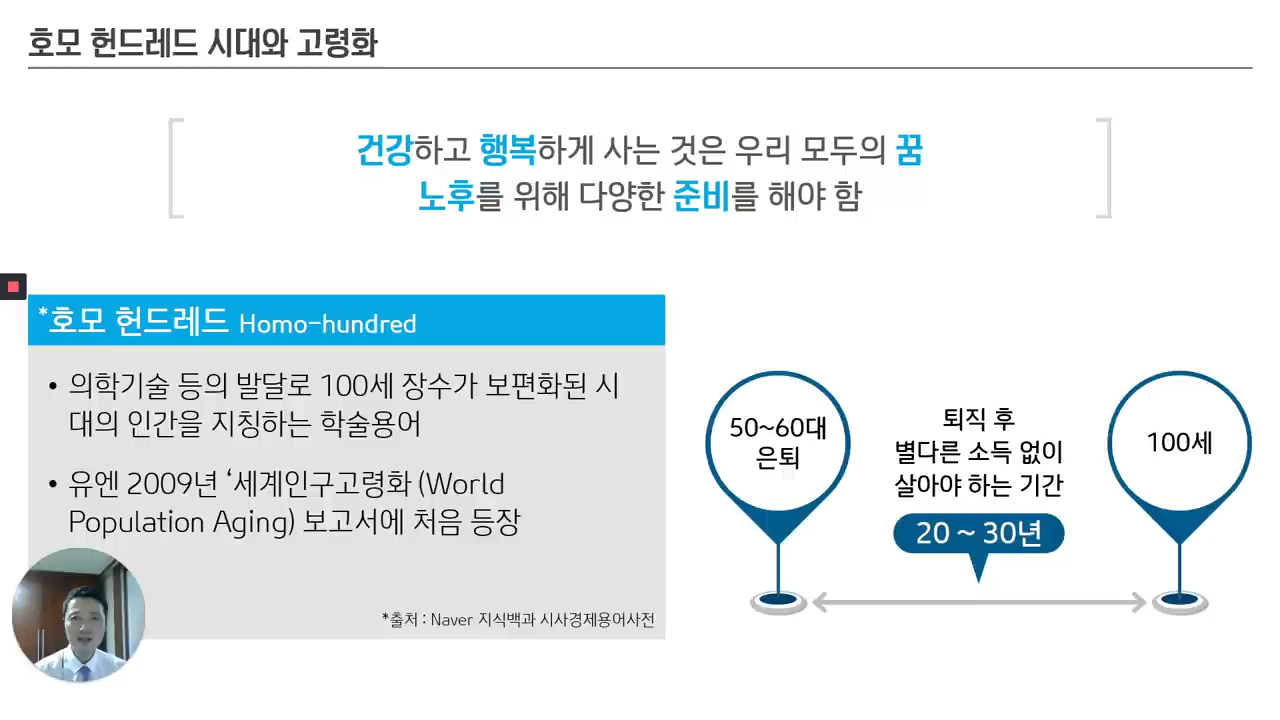 호모 헌드레드 시대와 고령화
건강하고 행복하게 사는 것은 우리 모두의 꿈
노후를 위해 다양한 준비를 해야 함
*호모 헌드레드 Homo-hundred
• 의학기술 등의 발달로 100세 장수가 보편화된 시
대의 인간을 지칭하는 학술용어
• 유엔 2009년 ‘세계인구고령화 (World
Population Aging) 보고서에 처음 등장
*출처 : Naver 지식백과 시사경제용어사전
50~60대
은퇴
퇴직 후
별다른 소득 없이
살아야 하는 기간
20 ~ 30년
100세